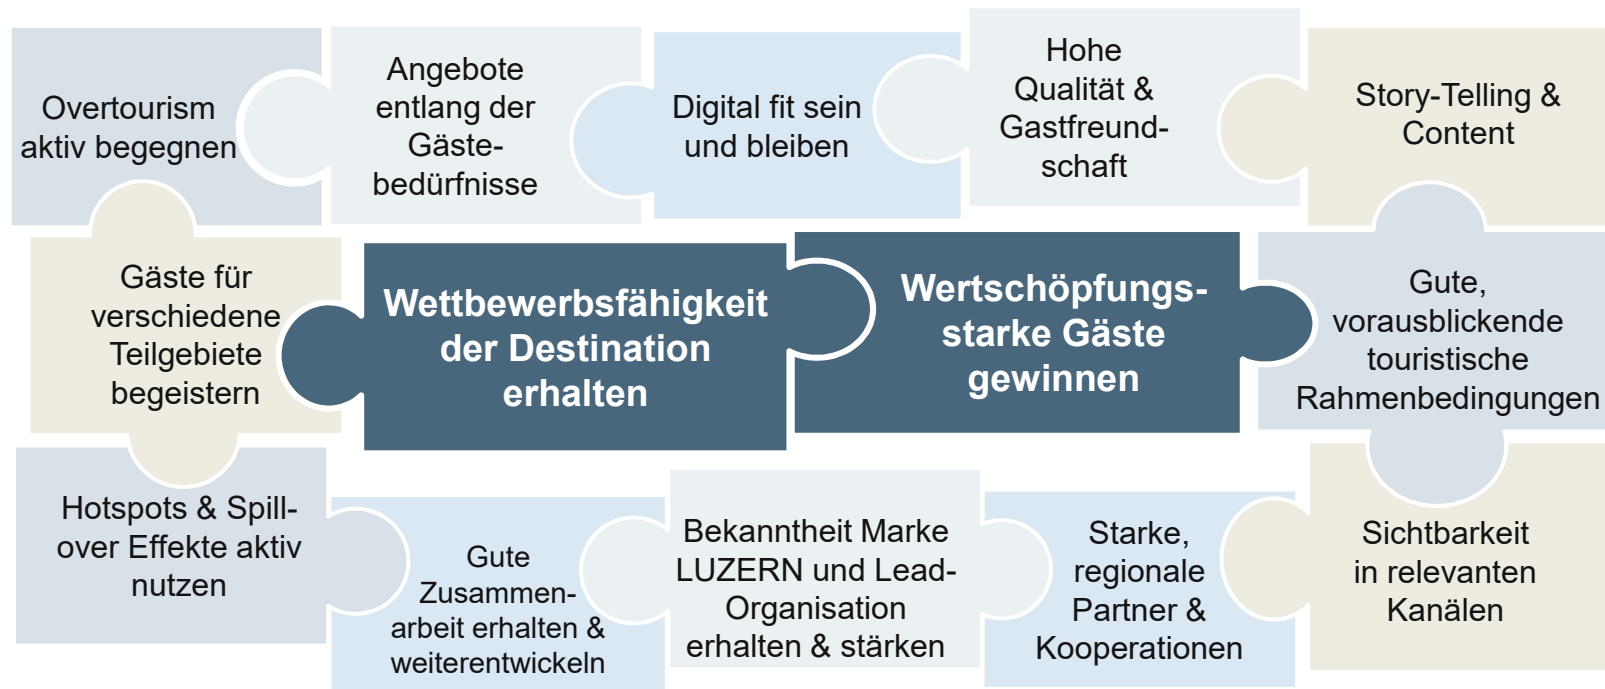 Overtourism
aktiv begegnen
Angebote
entlang der
Gäste-
bedürfnisse
Digital fit sein
und bleiben
Hohe
Qualität &
Gastfreund-
schaft
Story-Telling &
Content
Gäste für
verschiedene
Teilgebiete
begeistern
Wettbewerbsfähigkeit
der Destination
erhalten
Wertschöpfungs-
starke Gäste
gewinnen
Gute,
vorausblickende
touristische
Rahmenbedingungen
Hotspots & Spill-
over Effekte aktiv
nutzen
Gute
Zusammen-
arbeit erhalten &
weiterentwickeln
Bekanntheit Marke
LUZERN und Lead-
Organisation
erhalten & stärken
Starke,
regionale
Partner &
Kooperationen
Sichtbarkeit
in relevanten
Kanälen